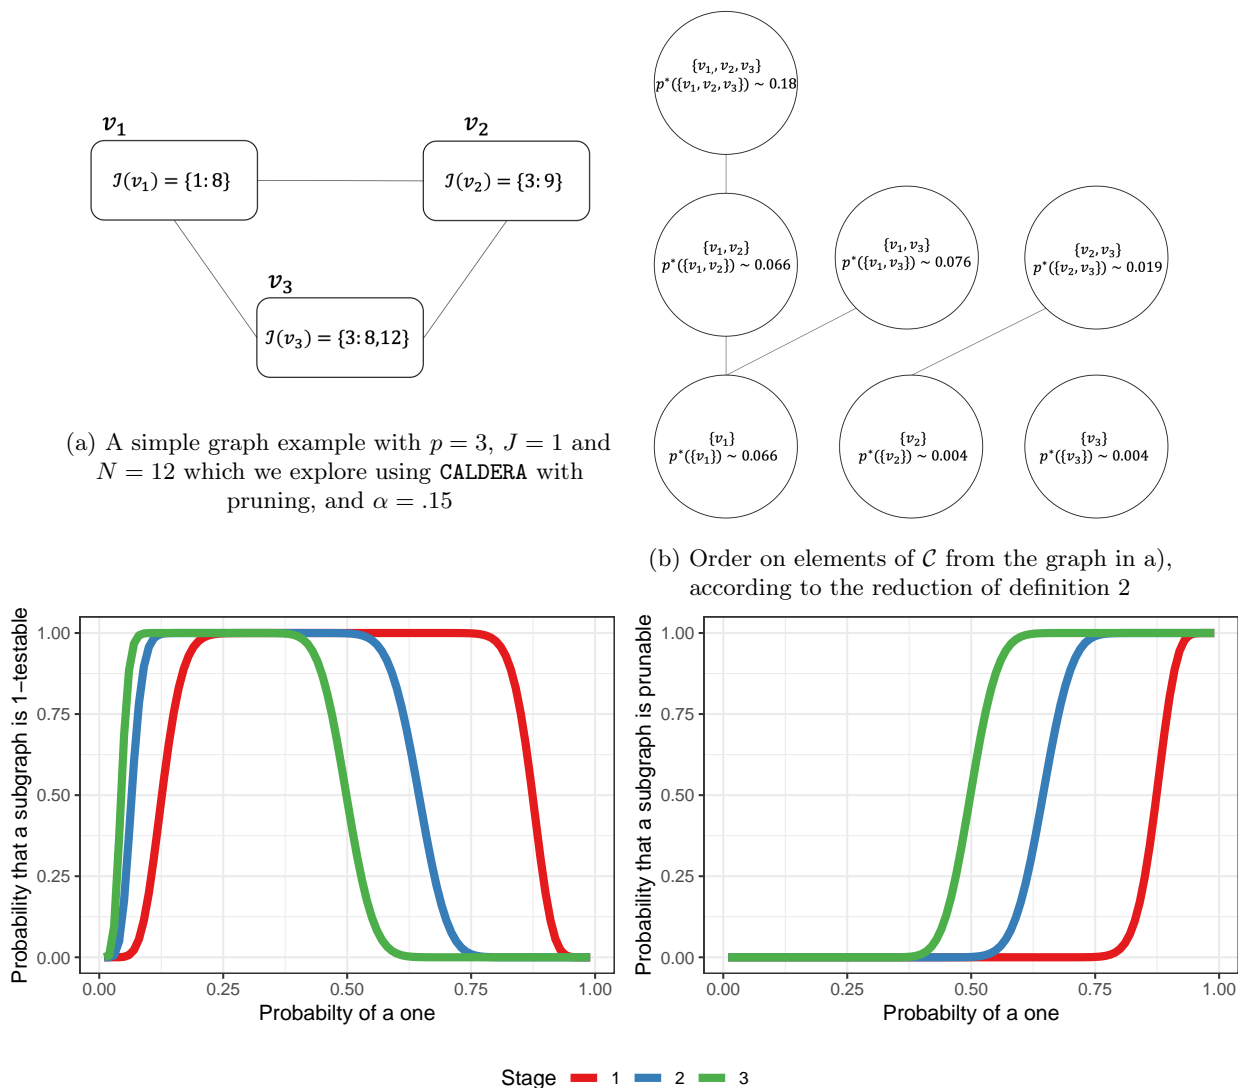 v₁
v₂
𝓘(v₁) = {1:8}
𝓘(v₂) = {3:9}
v₃
𝓘(v₃) = {3:8,12}
(a) A simple graph example with p = 3, J = 1 and
N = 12 which we explore using CALDERA with
pruning, and α = .15
{v₁, v₂, v₃}
p*({v₁, v₂, v₃}) ~ 0.18
{v₁, v₂}
p*({v₁, v₂}) ~ 0.066
{v₁, v₃}
p*({v₁, v₃}) ~ 0.076
{v₂, v₃}
p*({v₂, v₃}) ~ 0.019
{v₁}
p*({v₁}) ~ 0.066
{v₂}
p*({v₂}) ~ 0.004
{v₃}
p*({v₃}) ~ 0.004
(b) Order on elements of 𝒞 from the graph in a),
according to the reduction of definition 2
Probability that a subgraph is 1−testable
1.00
0.75
0.50
0.25
0.00
0.00 0.25 0.50 0.75 1.00
Probabilty of a one
Probability that a subgraph is prunable
1.00
0.75
0.50
0.25
0.00
0.00 0.25 0.50 0.75 1.00
Probabilty of a one
Stage 1 2 3